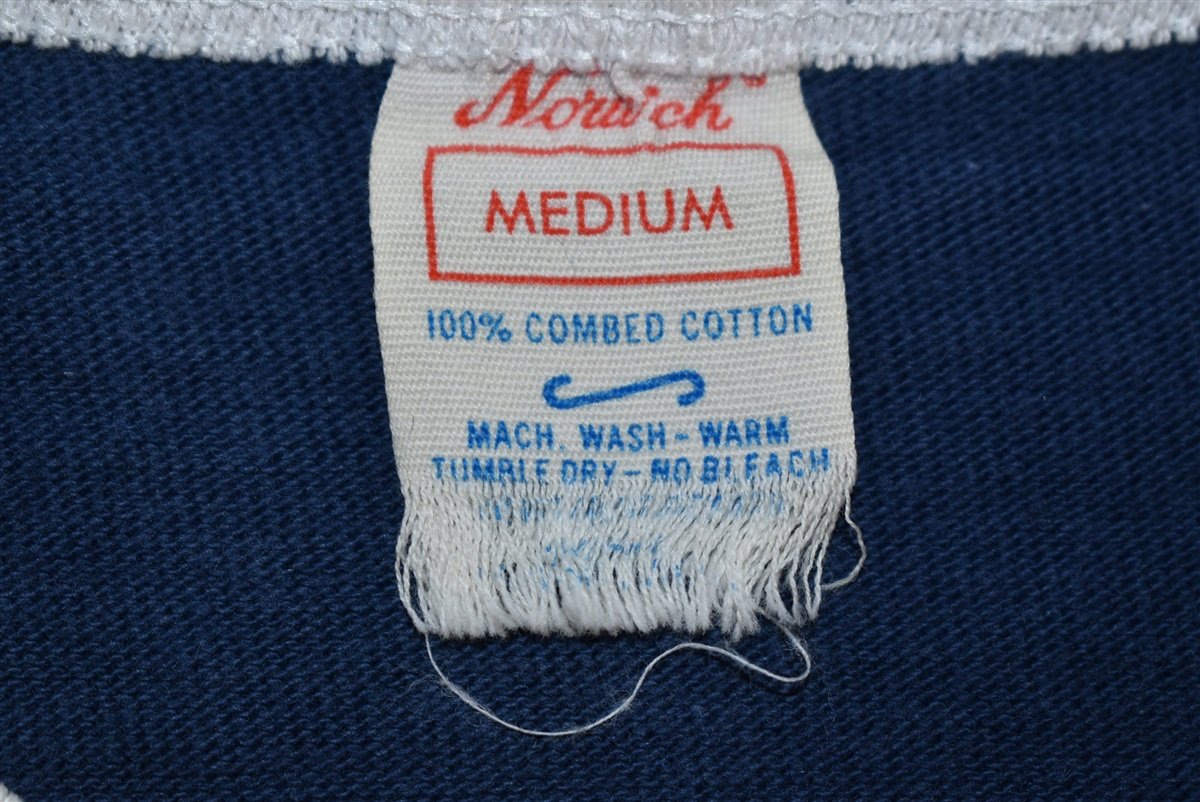 Norwich
MEDIUM
100% COMBED COTTON
MACH. WASH - WARM
TUMBLE DRY - NO BLEACH